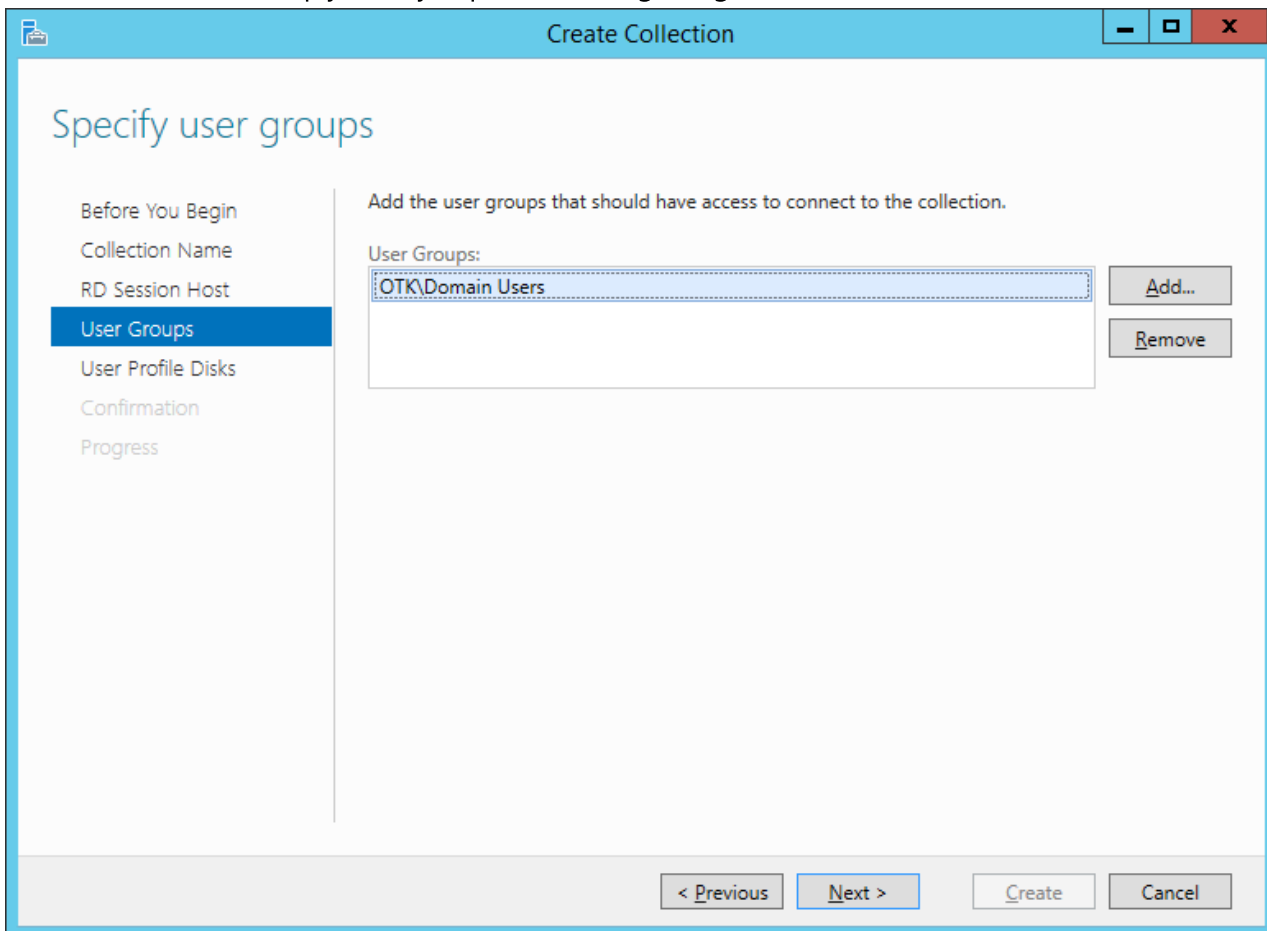 Create Collection
Specify user groups
Before You Begin
Collection Name
RD Session Host
User Groups
User Profile Disks
Confirmation
Progress
Add the user groups that should have access to connect to the collection.
User Groups:
OTK\Domain Users
Add...
Remove
< Previous
Next >
Create
Cancel